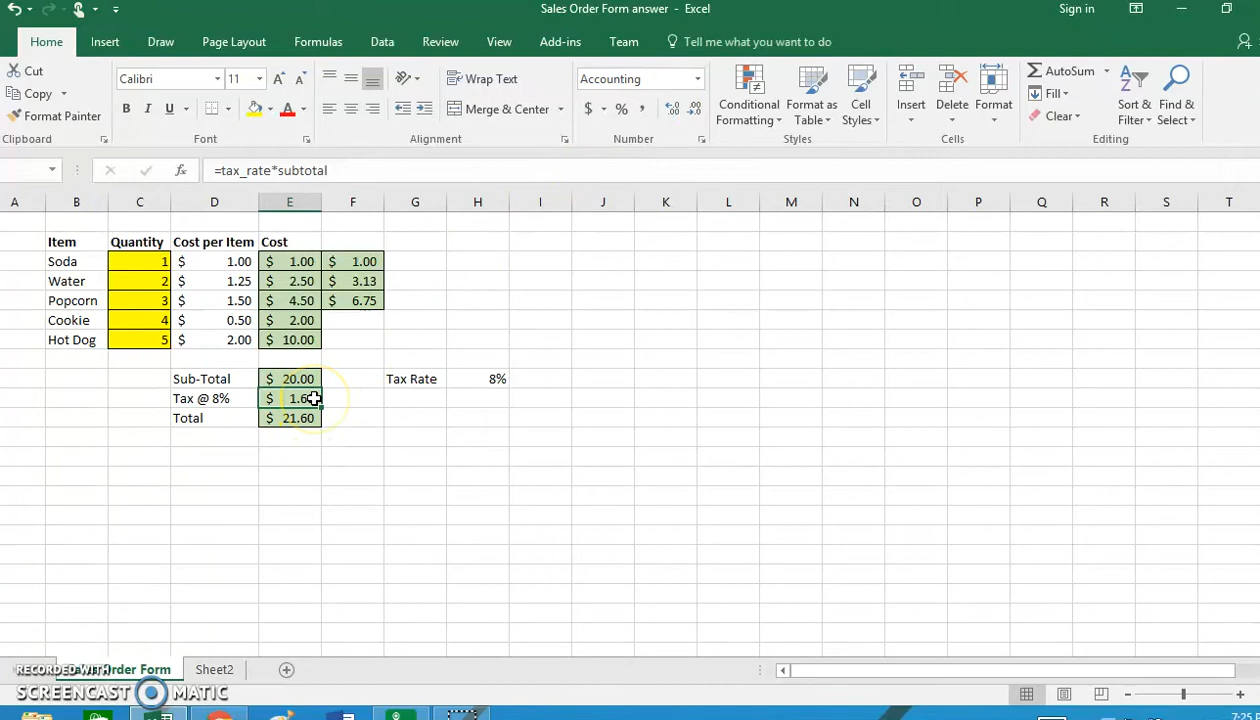 Sales Order Form answer - Excel
Sign in
Home Insert Draw Page Layout Formulas Data Review View Add-ins Team Tell me what you want to do
Cut
Copy
Format Painter
Clipboard
Calibri 11
B I U
Font
Wrap Text
Merge & Center
Alignment
Accounting
$ % ,
Number
Conditional Formatting
Format as Table
Cell Styles
Styles
Insert Delete Format
Cells
AutoSum
Fill
Clear
Sort & Filter
Find & Select
Editing
fx =tax_rate*subtotal
A B C D E F G H I J K L M N O P Q R S T
Item Quantity Cost per Item Cost
Soda 1 $ 1.00 $ 1.00 $ 1.00
Water 2 $ 1.25 $ 2.50 $ 3.13
Popcorn 3 $ 1.50 $ 4.50 $ 6.75
Cookie 4 $ 0.50 $ 2.00
Hot Dog 5 $ 2.00 $ 10.00
Sub-Total $ 20.00 Tax Rate 8%
Tax @ 8% $ 1.6
Total $ 21.60
Order Form Sheet2
RECORDED WITH
SCREENCAST MATIC